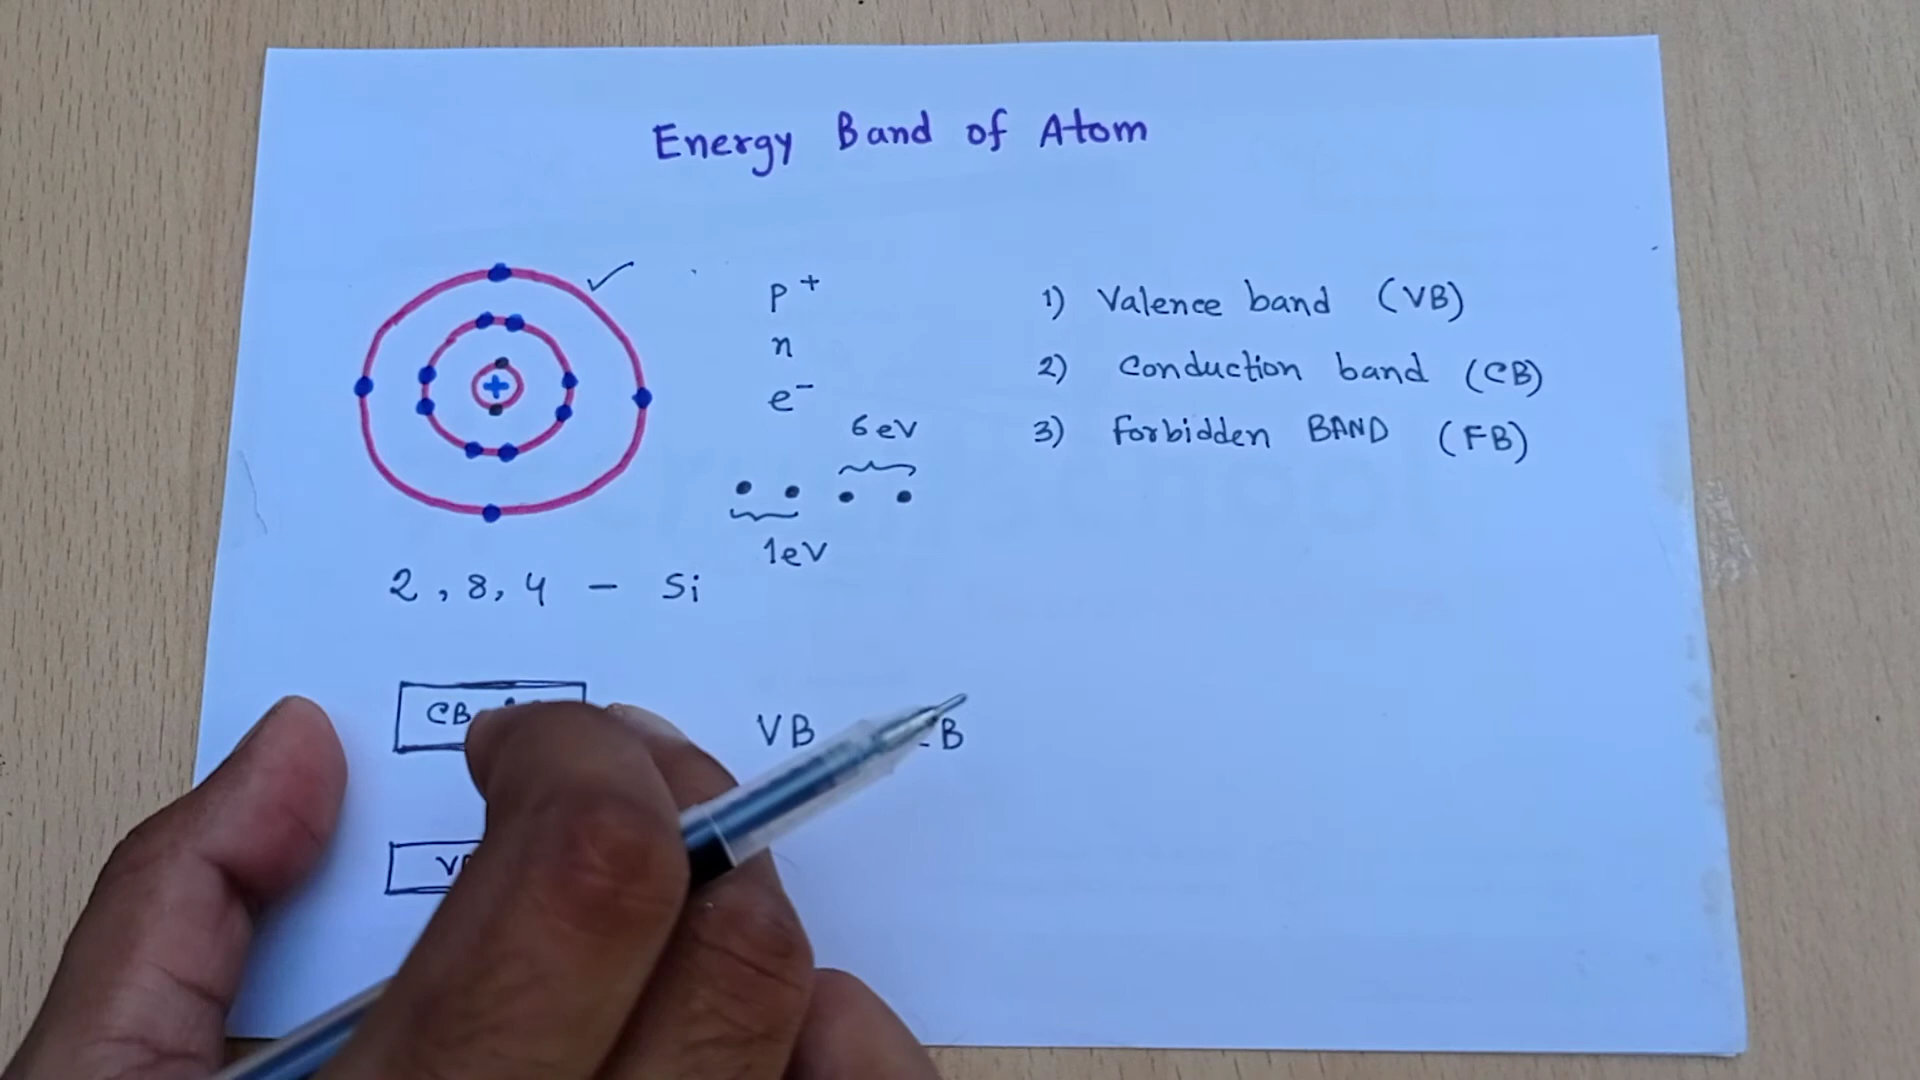 Energy Band of Atom
+
p+
n
e-
6eV
1eV
2, 8, 4 - Si
1) Valence band (VB)
2) Conduction band (CB)
3) forbidden BAND (FB)
CB
VB